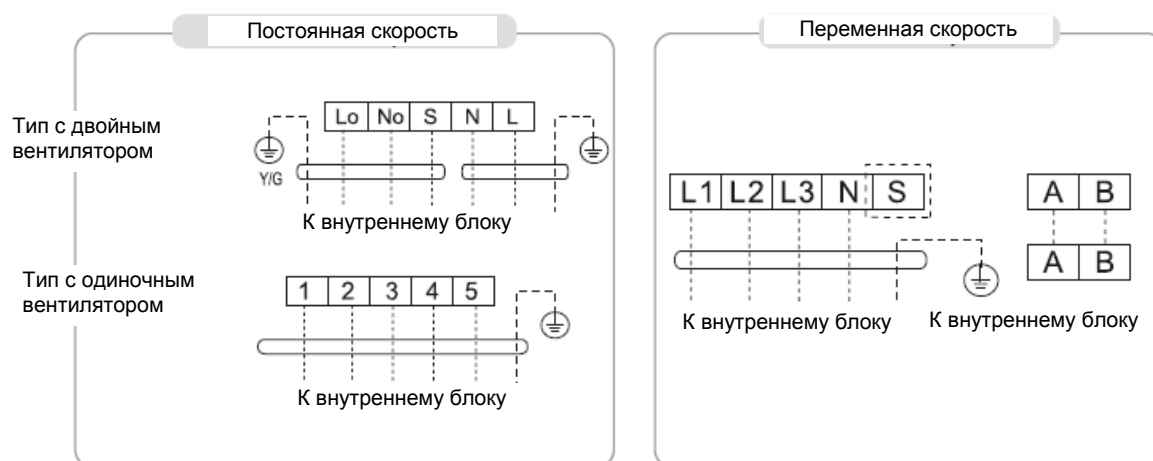 Постоянная скорость
Тип с двойным
вентилятором
Lo No S N L
Y/G
К внутреннему блоку
Тип с одиночным
вентилятором
1 2 3 4 5
К внутреннему блоку
Переменная скорость
L1 L2 L3 N S
A B
A B
К внутреннему блоку
К внутреннему блоку